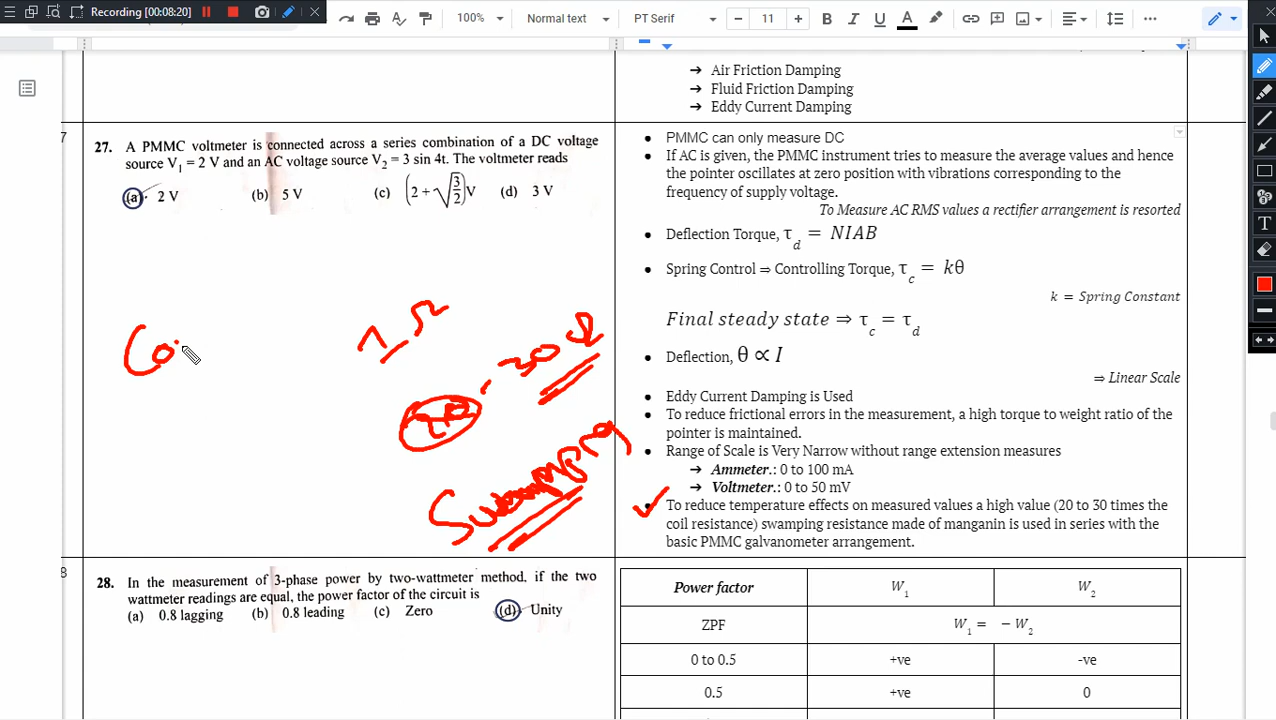 Recording [00:08:20]
100% Normal text PT Serif 11 B I U A
➔ Air Friction Damping
➔ Fluid Friction Damping
➔ Eddy Current Damping
7
27. A PMMC voltmeter is connected across a series combination of a DC voltage
source V₁ = 2 V and an AC voltage source V₂ = 3 sin 4t. The voltmeter reads
(a) 2 V (b) 5 V (c) (2 + √(3/2)) V (d) 3 V
1 Ω
20 - 30
Swamping
Co
● PMMC can only measure DC
● If AC is given, the PMMC instrument tries to measure the average values and hence
the pointer oscillates at zero position with vibrations corresponding to the
frequency of supply voltage.
To Measure AC RMS values a rectifier arrangement is resorted
● Deflection Torque, τ_d = NIAB
● Spring Control ⇒ Controlling Torque, τ_c = kθ
k = Spring Constant
Final steady state ⇒ τ_c = τ_d
● Deflection, θ ∝ I
⇒ Linear Scale
● Eddy Current Damping is Used
● To reduce frictional errors in the measurement, a high torque to weight ratio of the
pointer is maintained.
● Range of Scale is Very Narrow without range extension measures
➔ Ammeter.: 0 to 100 mA
➔ Voltmeter.: 0 to 50 mV
● To reduce temperature effects on measured values a high value (20 to 30 times the
coil resistance) swamping resistance made of manganin is used in series with the
basic PMMC galvanometer arrangement.
8
28. In the measurement of 3-phase power by two-wattmeter method, if the two
wattmeter readings are equal, the power factor of the circuit is
(a) 0.8 lagging (b) 0.8 leading (c) Zero (d) Unity
Power factor W₁ W₂
ZPF W₁ = − W₂
0 to 0.5 +ve -ve
0.5 +ve 0